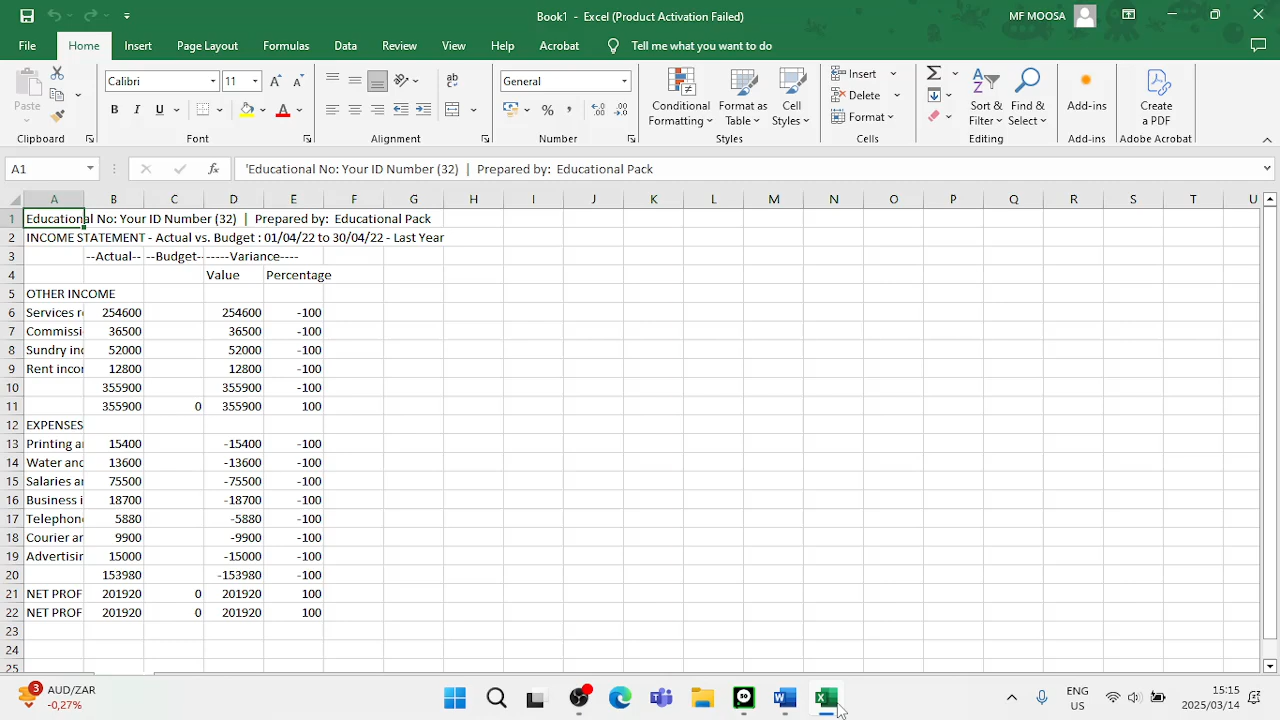 Book1 - Excel (Product Activation Failed)
MF MOOSA
File Home Insert Page Layout Formulas Data Review View Help Acrobat Tell me what you want to do
Paste
Clipboard
Calibri 11
B I U
Font
Alignment
General
% ,
Number
Conditional Formatting
Format as Table
Cell Styles
Styles
Insert
Delete
Format
Cells
Sort & Filter
Find & Select
Editing
Add-ins
Add-ins
Create a PDF
Adobe Acrobat
A1 fx 'Educational No: Your ID Number (32) | Prepared by: Educational Pack
A B C D E F G H I J K L M N O P Q R S T U
1 Educational No: Your ID Number (32) | Prepared by: Educational Pack
2 INCOME STATEMENT - Actual vs. Budget : 01/04/22 to 30/04/22 - Last Year
3 --Actual-- --Budget- -----Variance----
4 Value Percentage
5 OTHER INCOME
6 Services r 254600 254600 -100
7 Commissi 36500 36500 -100
8 Sundry in 52000 52000 -100
9 Rent inco 12800 12800 -100
10 355900 355900 -100
11 355900 0 355900 100
12 EXPENSES
13 Printing a 15400 -15400 -100
14 Water and 13600 -13600 -100
15 Salaries a 75500 -75500 -100
16 Business i 18700 -18700 -100
17 Telephon 5880 -5880 -100
18 Courier ar 9900 -9900 -100
19 Advertisin 15000 -15000 -100
20 153980 -153980 -100
21 NET PROF 201920 0 201920 100
22 NET PROF 201920 0 201920 100
23
24
25
3 AUD/ZAR
-0,27%
ENG
US
15:15
2025/03/14